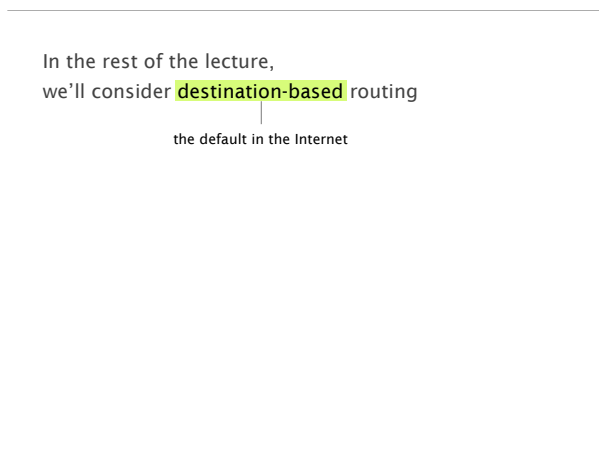 In the rest of the lecture,
we’ll consider destination-based routing
the default in the Internet